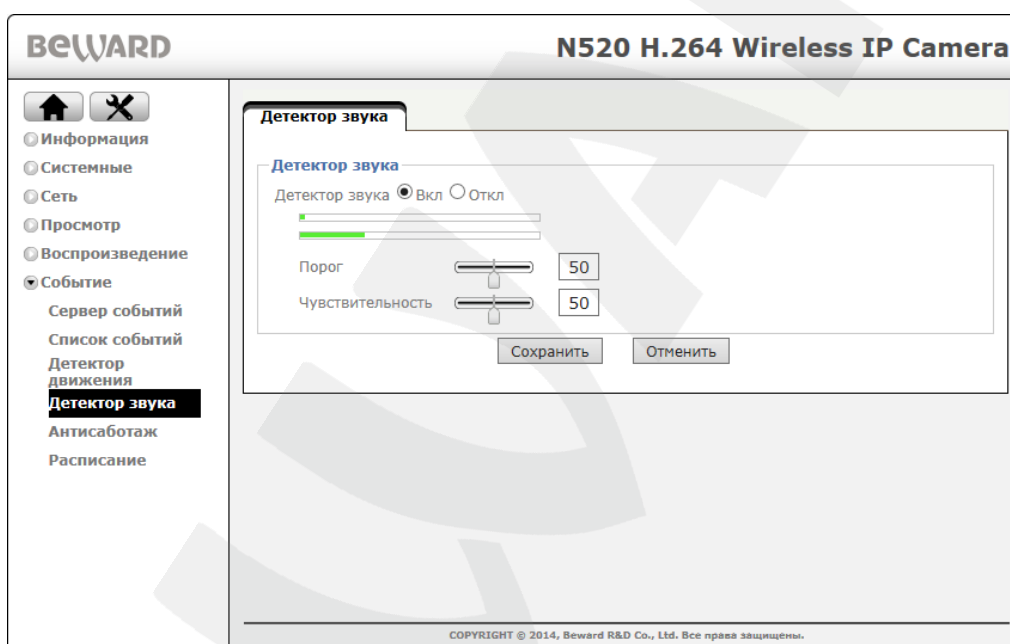 BEWARD
N520 H.264 Wireless IP Camera
Информация
Системные
Сеть
Просмотр
Воспроизведение
Событие
Сервер событий
Список событий
Детектор
движения
Детектор звука
Антисаботаж
Расписание
Детектор звука
Детектор звука
Детектор звука Вкл Откл
Порог 50
Чувствительность 50
Сохранить Отменить
COPYRIGHT © 2014, Beward R&D Co., Ltd. Все права защищены.